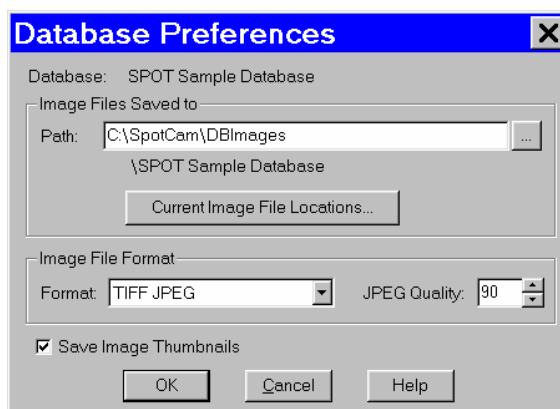 Database Preferences
Database: SPOT Sample Database
Image Files Saved to
Path: C:\SpotCam\DBImages ...
\SPOT Sample Database
Current Image File Locations...
Image File Format
Format: TIFF JPEG JPEG Quality: 90
Save Image Thumbnails
OK Cancel Help